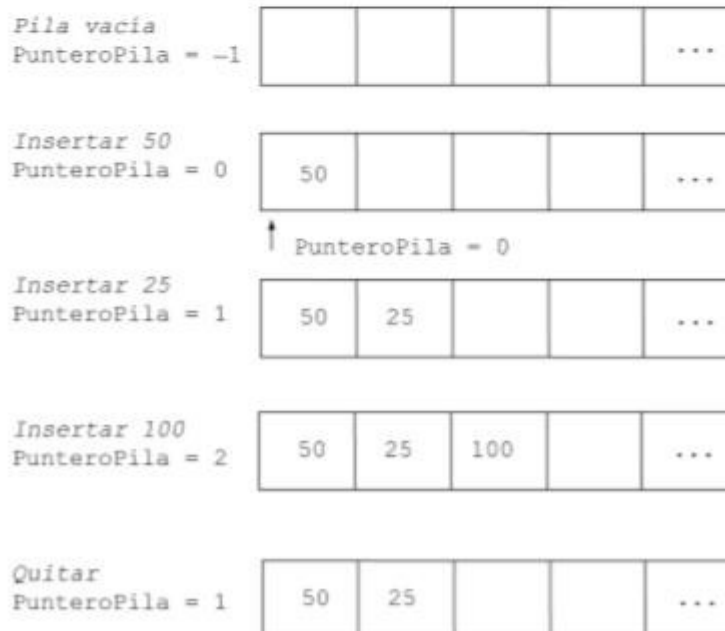 Pila vacía
PunteroPila = –1
...
Insertar 50
PunteroPila = 0
50 ...
PunteroPila = 0
Insertar 25
PunteroPila = 1
50 25 ...
Insertar 100
PunteroPila = 2
50 25 100 ...
Quitar
PunteroPila = 1
50 25 ...